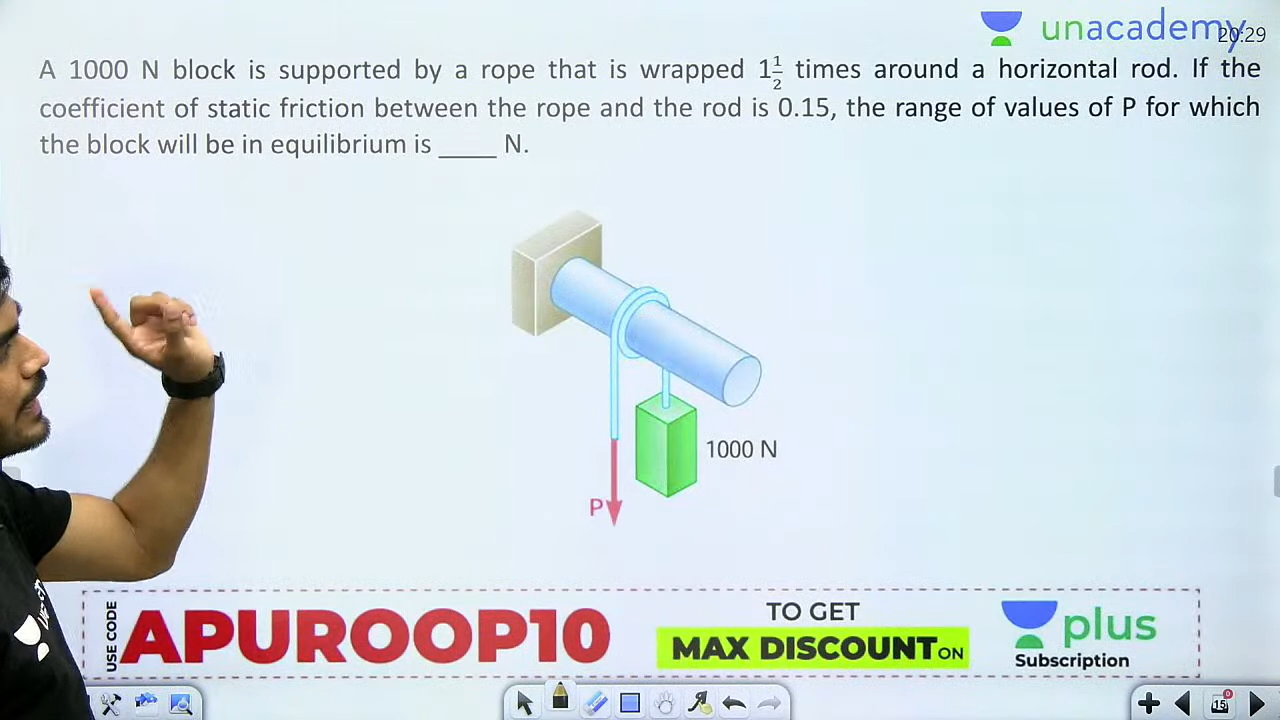 unacademy
20:29
A 1000 N block is supported by a rope that is wrapped 1 1/2 times around a horizontal rod. If the
coefficient of static friction between the rope and the rod is 0.15, the range of values of P for which
the block will be in equilibrium is ____ N.
1000 N
P
USE CODE
APUROOP10
TO GET
MAX DISCOUNT ON
plus
Subscription
15